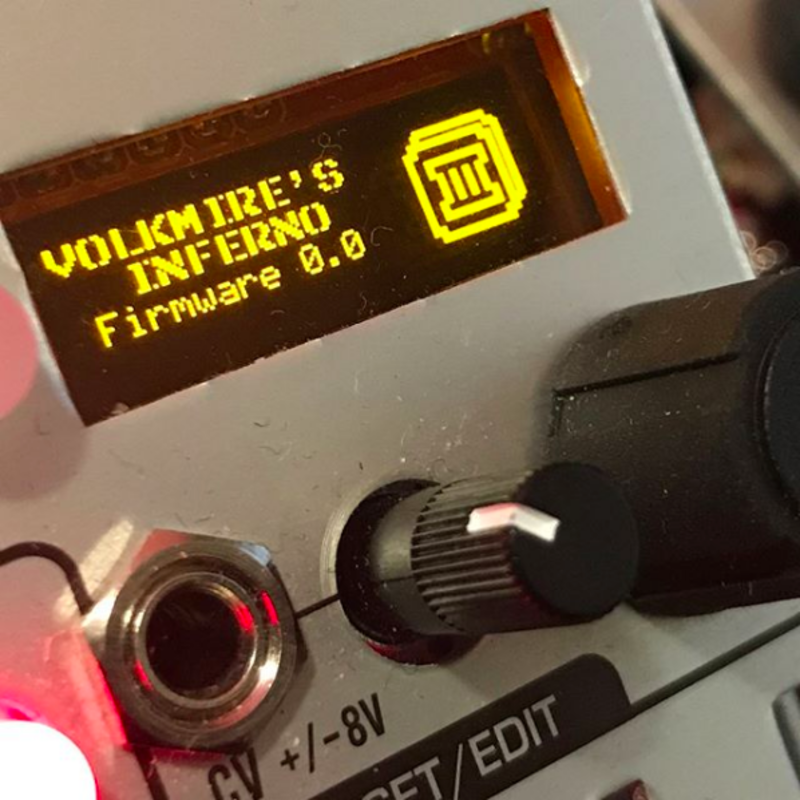 VOLKMIRE'S
INFERNO
Firmware 0.0
III
CV +/-8V
/EDIT